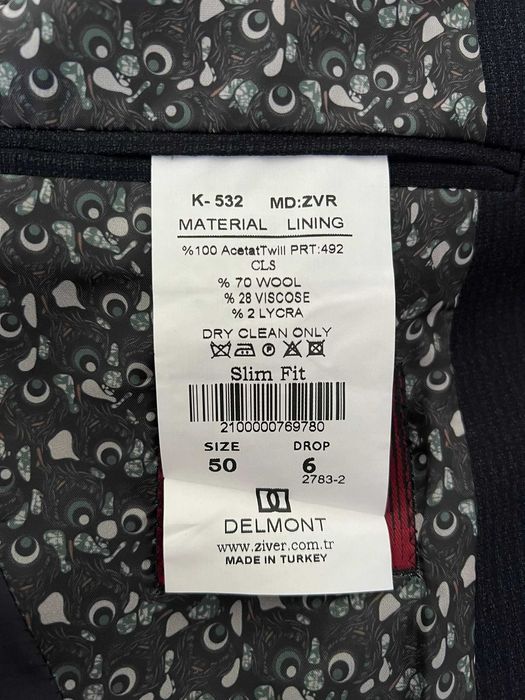 K-532 MD:ZVR
MATERIAL LINING
%100 AcetatTwill PRT:492
CLS
% 70 WOOL
% 28 VISCOSE
% 2 LYCRA
DRY CLEAN ONLY
Slim Fit
2100000769780
SIZE DROP
50 6
2783-2
DELMONT
www.ziver.com.tr
MADE IN TURKEY